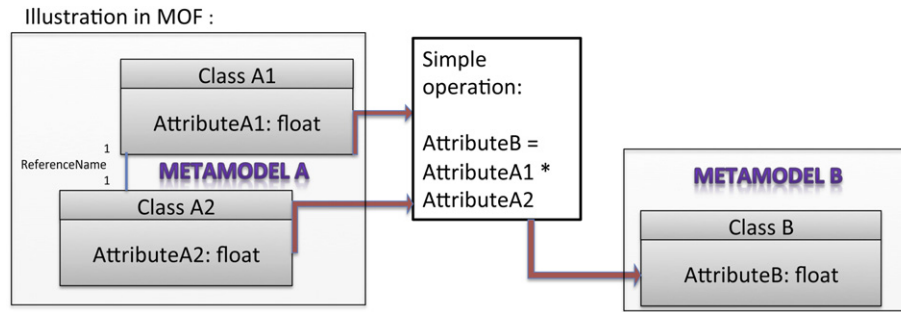 Illustration in MOF :
Class A1
AttributeA1: float
1
ReferenceName
1
METAMODEL A
Class A2
AttributeA2: float
Simple
operation:
AttributeB =
AttributeA1 *
AttributeA2
METAMODEL B
Class B
AttributeB: float